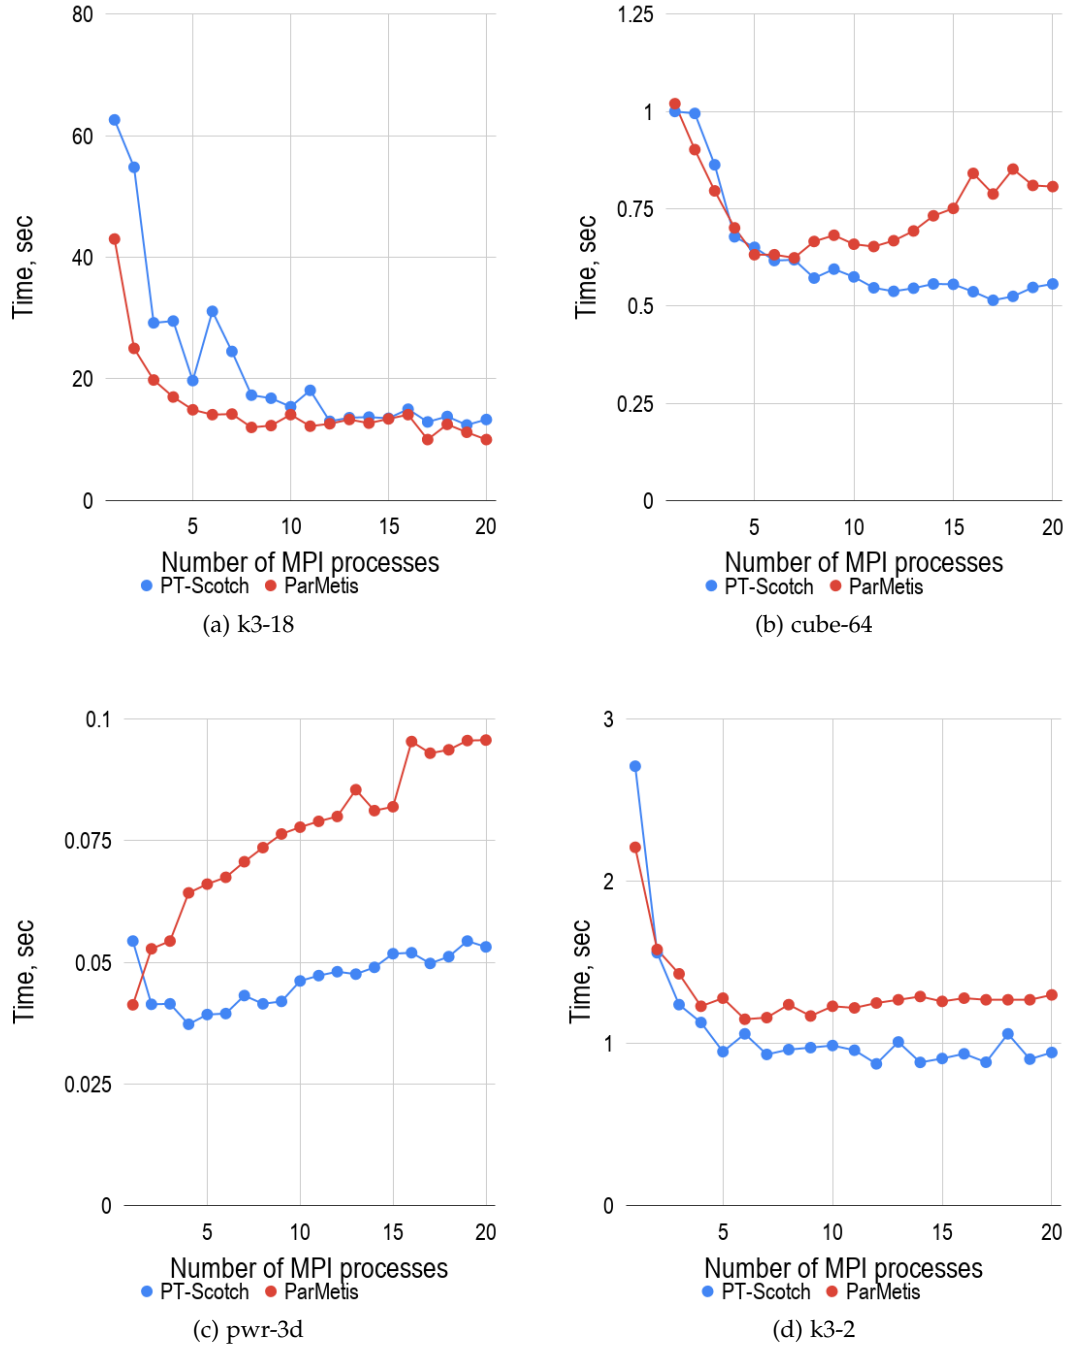 80
60
40
20
0
Time, sec
5 10 15 20
Number of MPI processes
PT-Scotch ParMetis
(a) k3-18
1.25
1
0.75
0.5
0.25
0
Time, sec
5 10 15 20
Number of MPI processes
PT-Scotch ParMetis
(b) cube-64
0.1
0.075
0.05
0.025
0
Time, sec
5 10 15 20
Number of MPI processes
PT-Scotch ParMetis
(c) pwr-3d
3
2
1
0
Time, sec
5 10 15 20
Number of MPI processes
PT-Scotch ParMetis
(d) k3-2